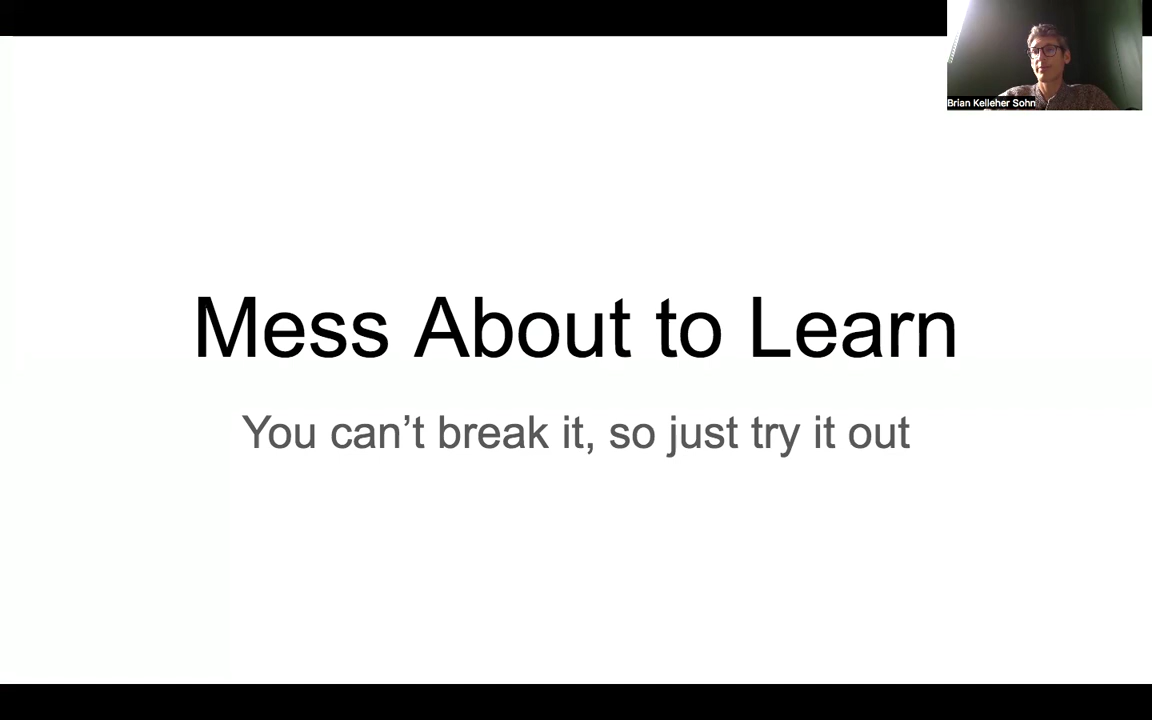 Brian Kelleher Sohn
Mess About to Learn
You can’t break it, so just try it out